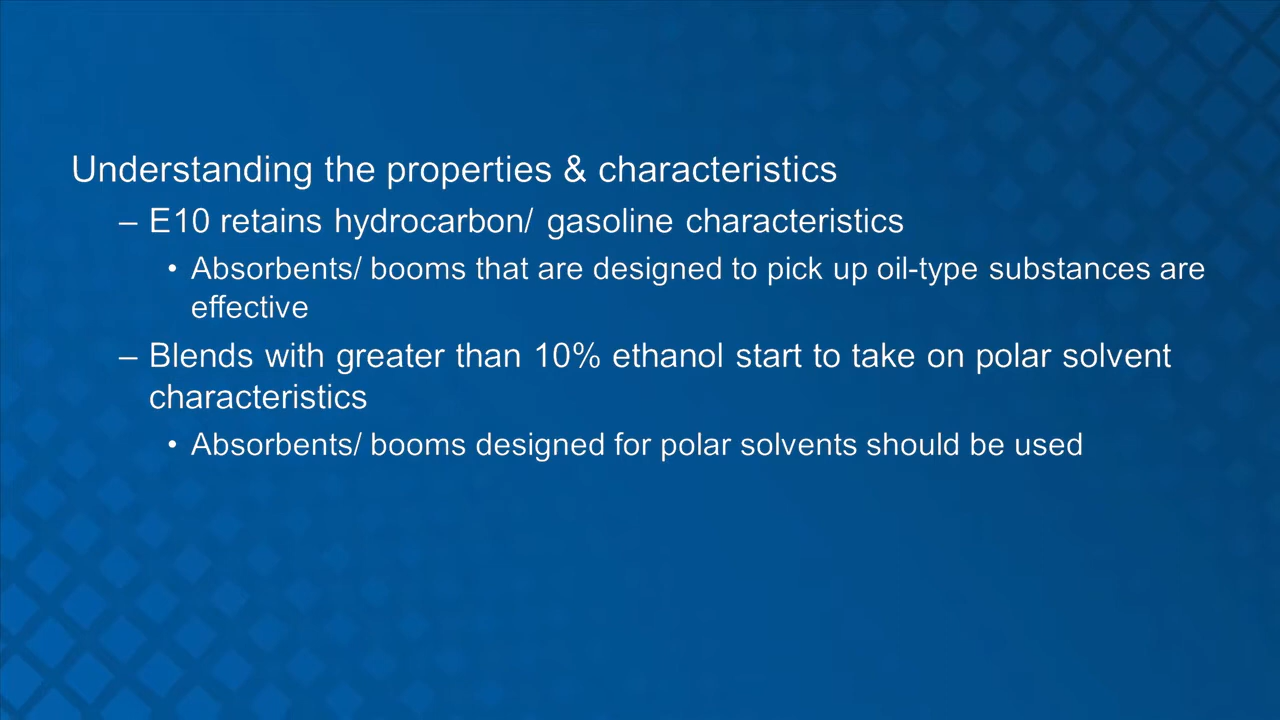 Understanding the properties & characteristics
– E10 retains hydrocarbon/ gasoline characteristics
• Absorbents/ booms that are designed to pick up oil-type substances are
effective
– Blends with greater than 10% ethanol start to take on polar solvent
characteristics
• Absorbents/ booms designed for polar solvents should be used